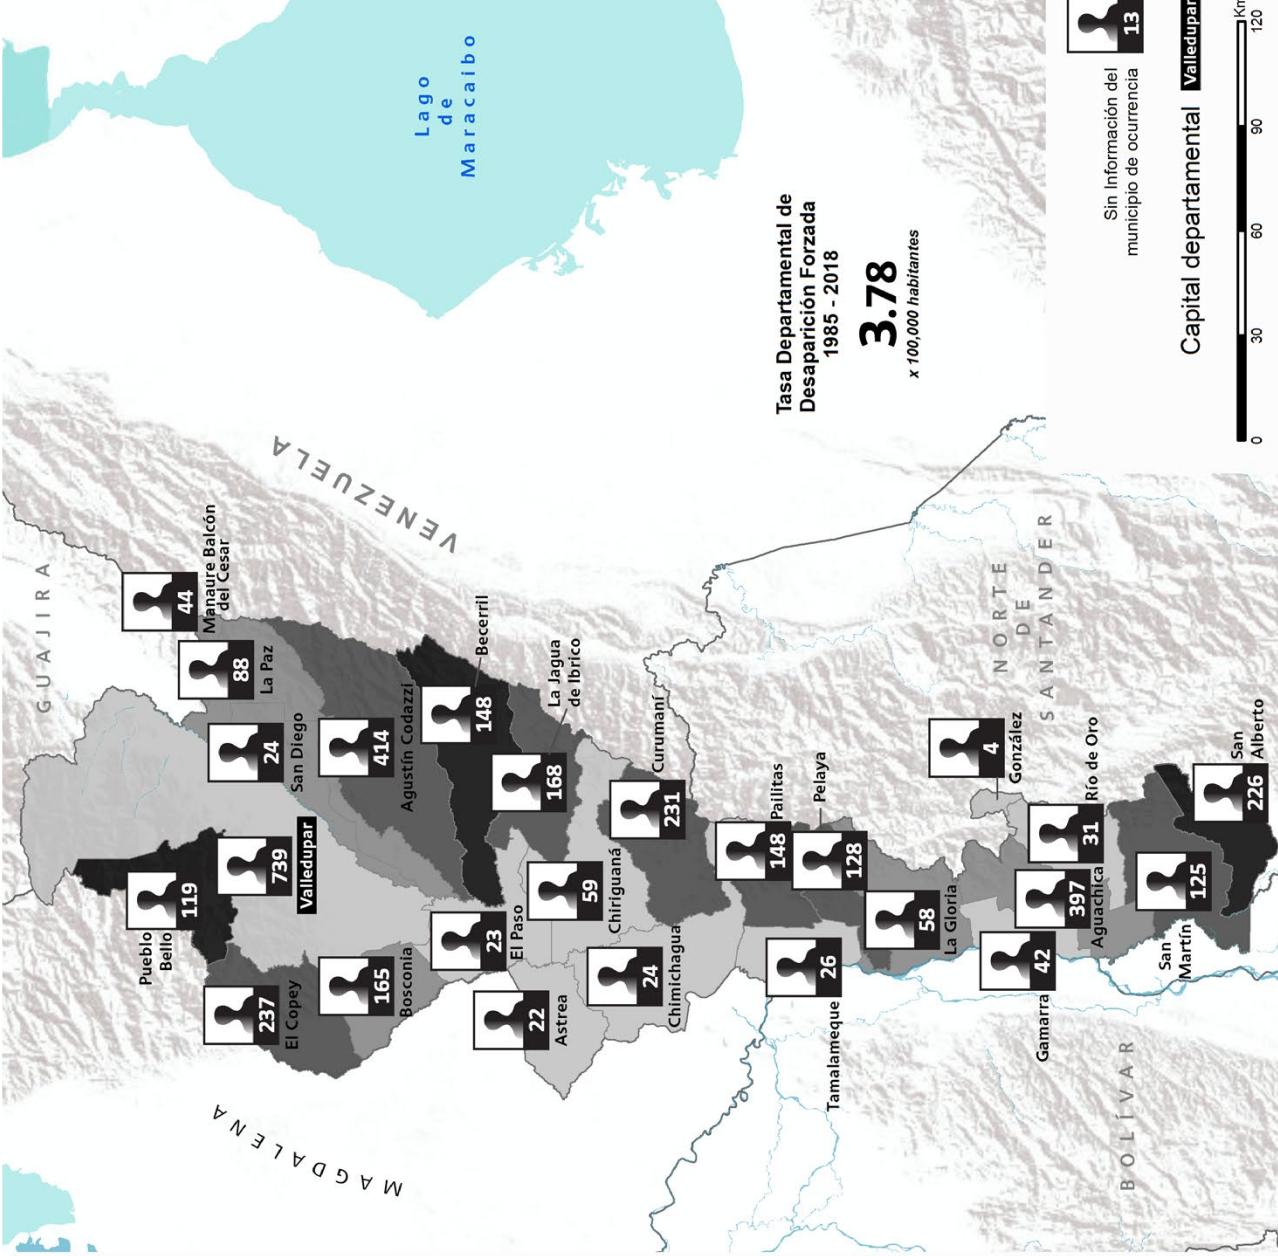 GUAJIRA
MAGDALENA
VENEZUELA
BOLÍVAR
NORTE
DE
SANTANDER
Lago
de
Maracaibo
44
Manaure Balcón
del Cesar
88
La Paz
24
San Diego
414
Agustín Codazzi
148
Becerril
168
La Jagua
de Ibrico
119
Pueblo
Bello
739
Valledupar
237
El Copey
165
Bosconia
23
El Paso
59
Chiriguaná
22
Astrea
24
Chimichagua
231
Curumaní
148
Pailitas
128
Pelaya
26
Tamalameque
58
La Gloria
4
González
42
Gamarra
397
Aguachica
31
Río de Oro
125
San
Martín
226
San
Alberto
Tasa Departamental de
Desaparición Forzada
1985 - 2018
3.78
x 100,000 habitantes
13
Sin Información del
municipio de ocurrencia
Capital departamental Valledupar
0 30 60 90 120
Km